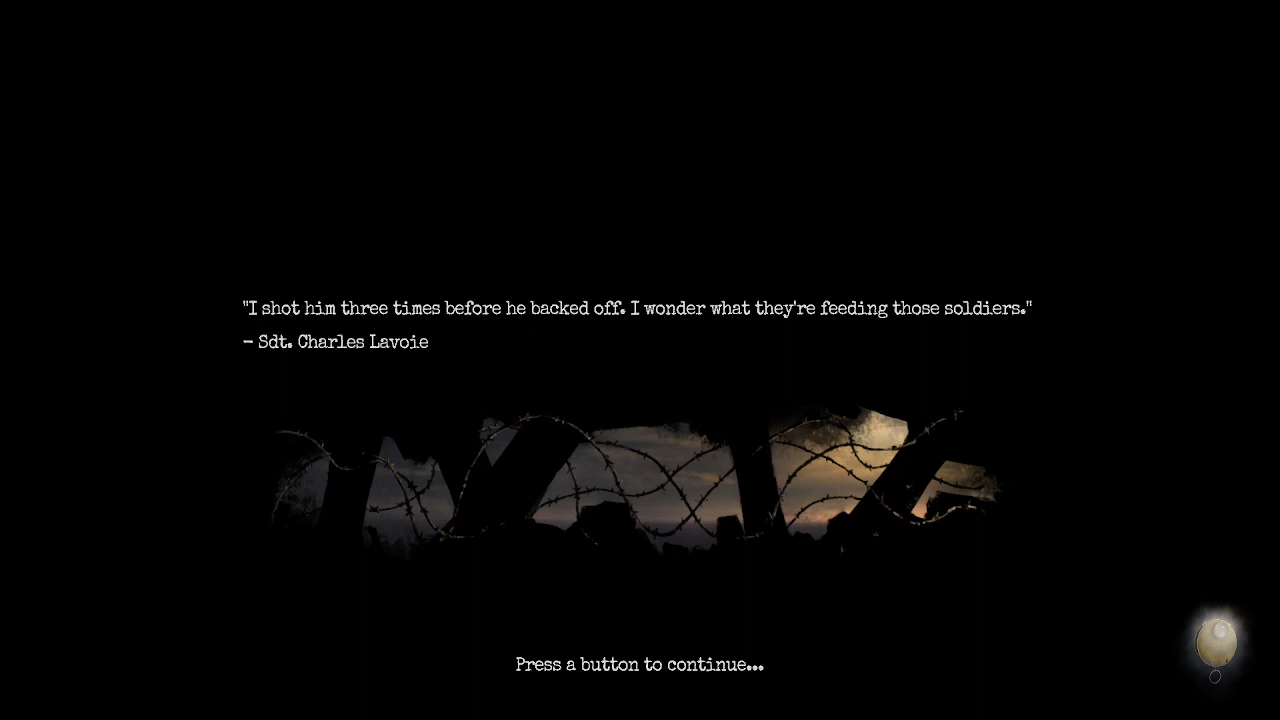 "I shot him three times before he backed off. I wonder what they're feeding those soldiers."
- Sdt. Charles Lavoie
Press a button to continue...